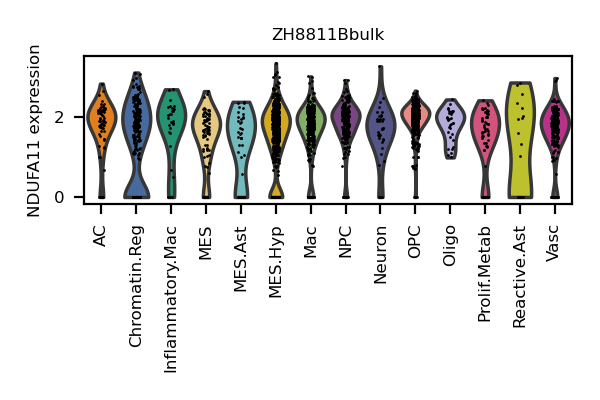 ZH8811Bbulk
NDUFA11 expression
2
0
AC
Chromatin.Reg
Inflammatory.Mac
MES
MES.Ast
MES.Hyp
Mac
NPC
Neuron
OPC
Oligo
Prolif.Metab
Reactive.Ast
Vasc